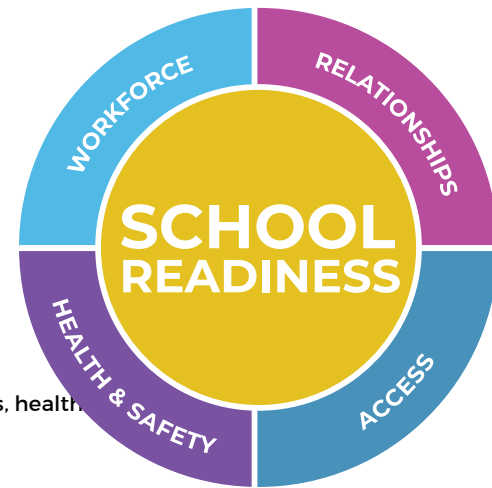 WORKFORCE
RELATIONSHIPS
SCHOOL
READINESS
HEALTH & SAFETY
ACCESS
s, health